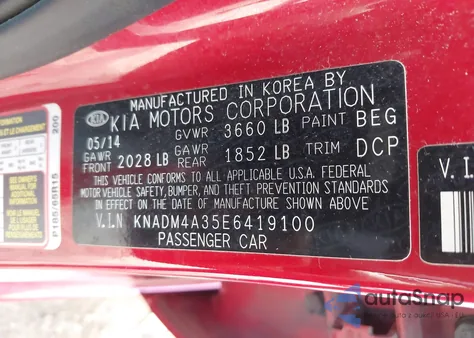 MANUFACTURED IN KOREA BY
KIA KIA MOTORS CORPORATION
05/14 GVWR 3660 LB PAINT BEG
GAWR FRONT 2028 LB GAWR REAR 1852 LB TRIM DCP
THIS VEHICLE CONFORMS TO ALL APPLICABLE U.S.A. FEDERAL
MOTOR VEHICLE SAFETY, BUMPER, AND THEFT PREVENTION STANDARDS
IN EFFECT ON THE DATE OF MANUFACTURE SHOWN ABOVE.
V.I.N KNADM4A35E6419100
PASSENGER CAR
P185/65R15
200
V.I.
autoSnap